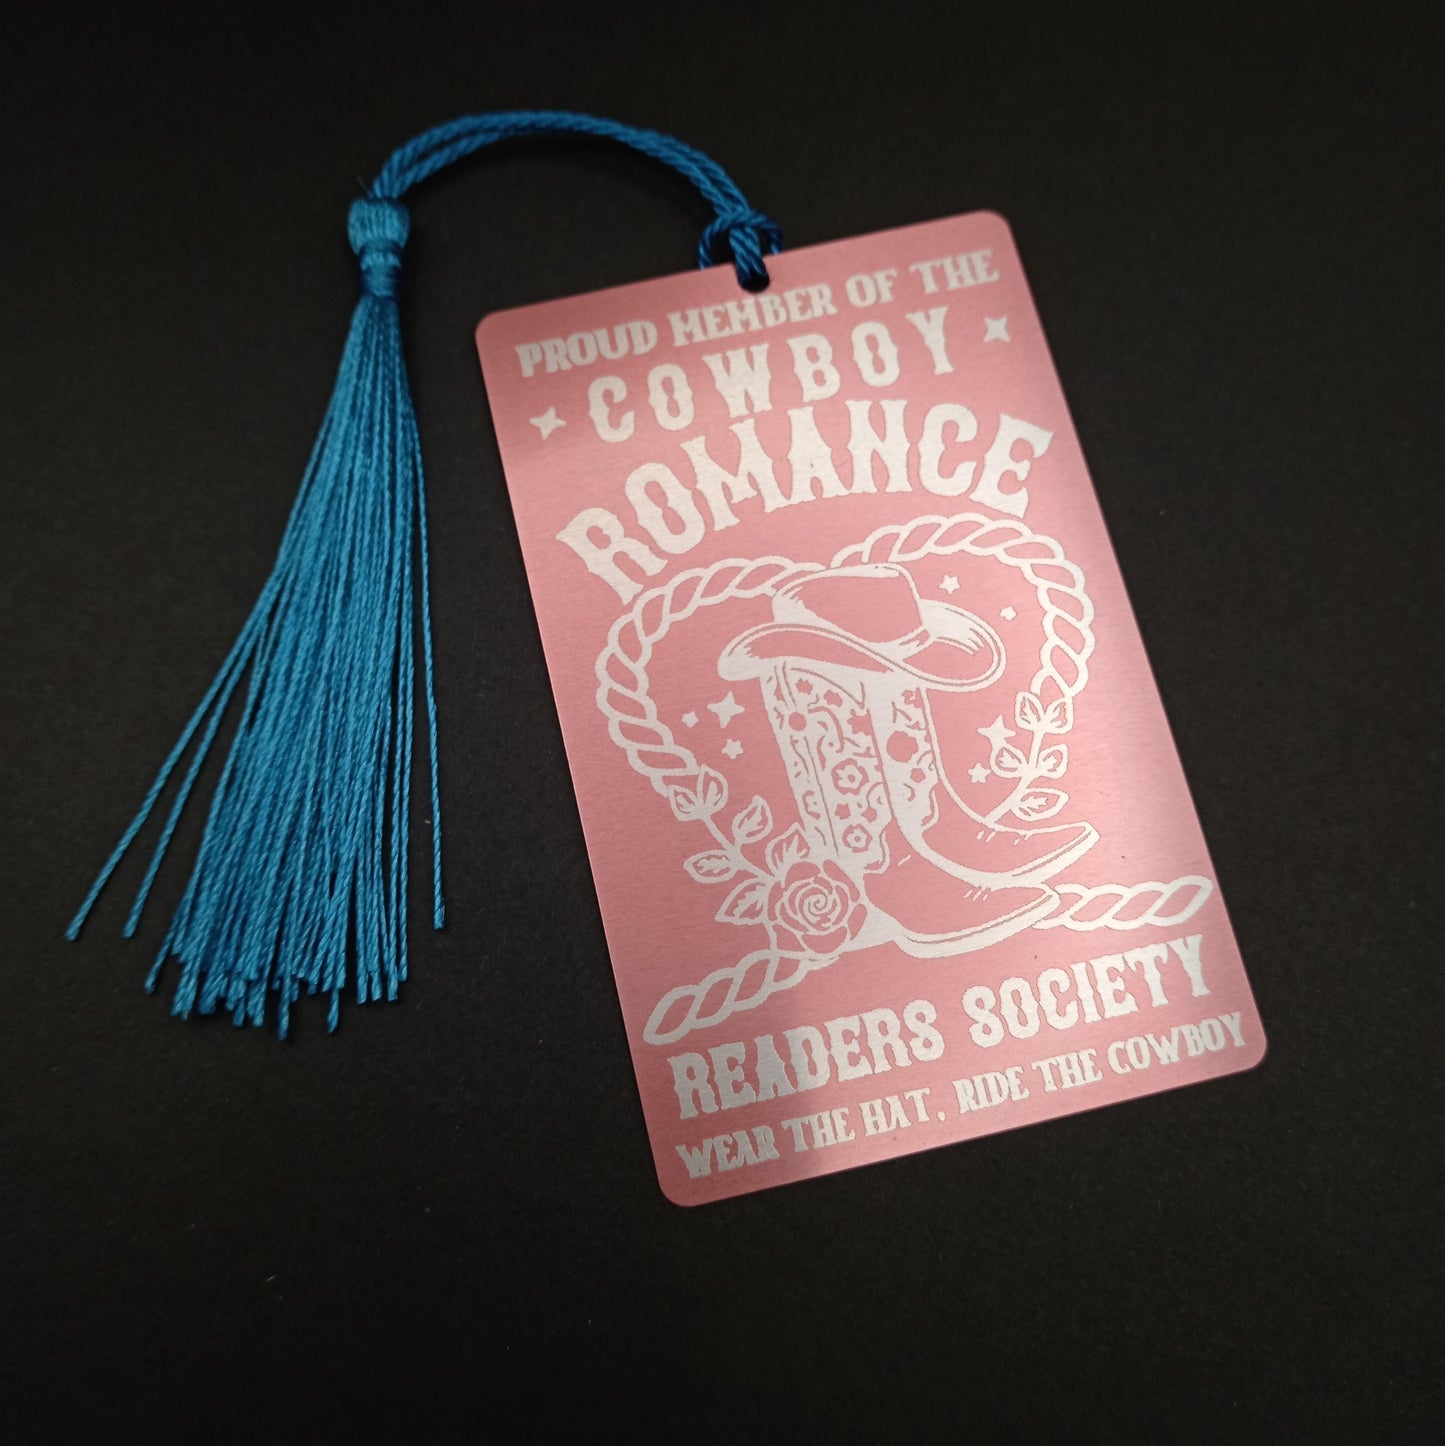 PROUD MEMBER OF THE
COWBOY
ROMANCE
READERS SOCIETY
WEAR THE HAT, RIDE THE COWBOY